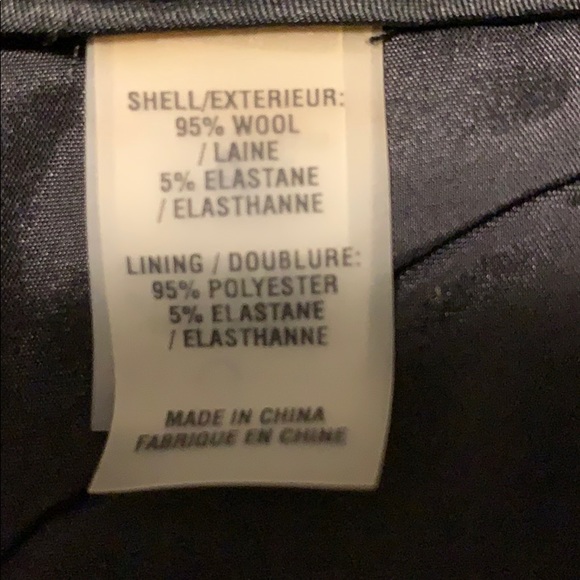 SHELL/EXTERIEUR:
95% WOOL
/ LAINE
5% ELASTANE
/ ELASTHANNE
LINING / DOUBLURE:
95% POLYESTER
5% ELASTANE
/ ELASTHANNE
MADE IN CHINA
FABRIQUE EN CHINE